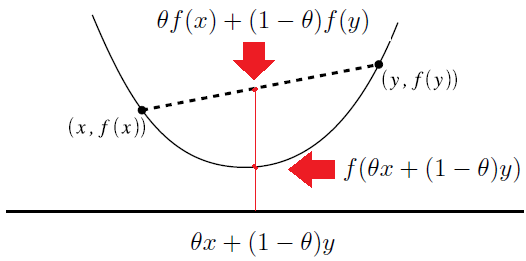 θf(x) + (1 − θ)f(y)
(y, f(y))
(x, f(x))
f(θx + (1 − θ)y)
θx + (1 − θ)y